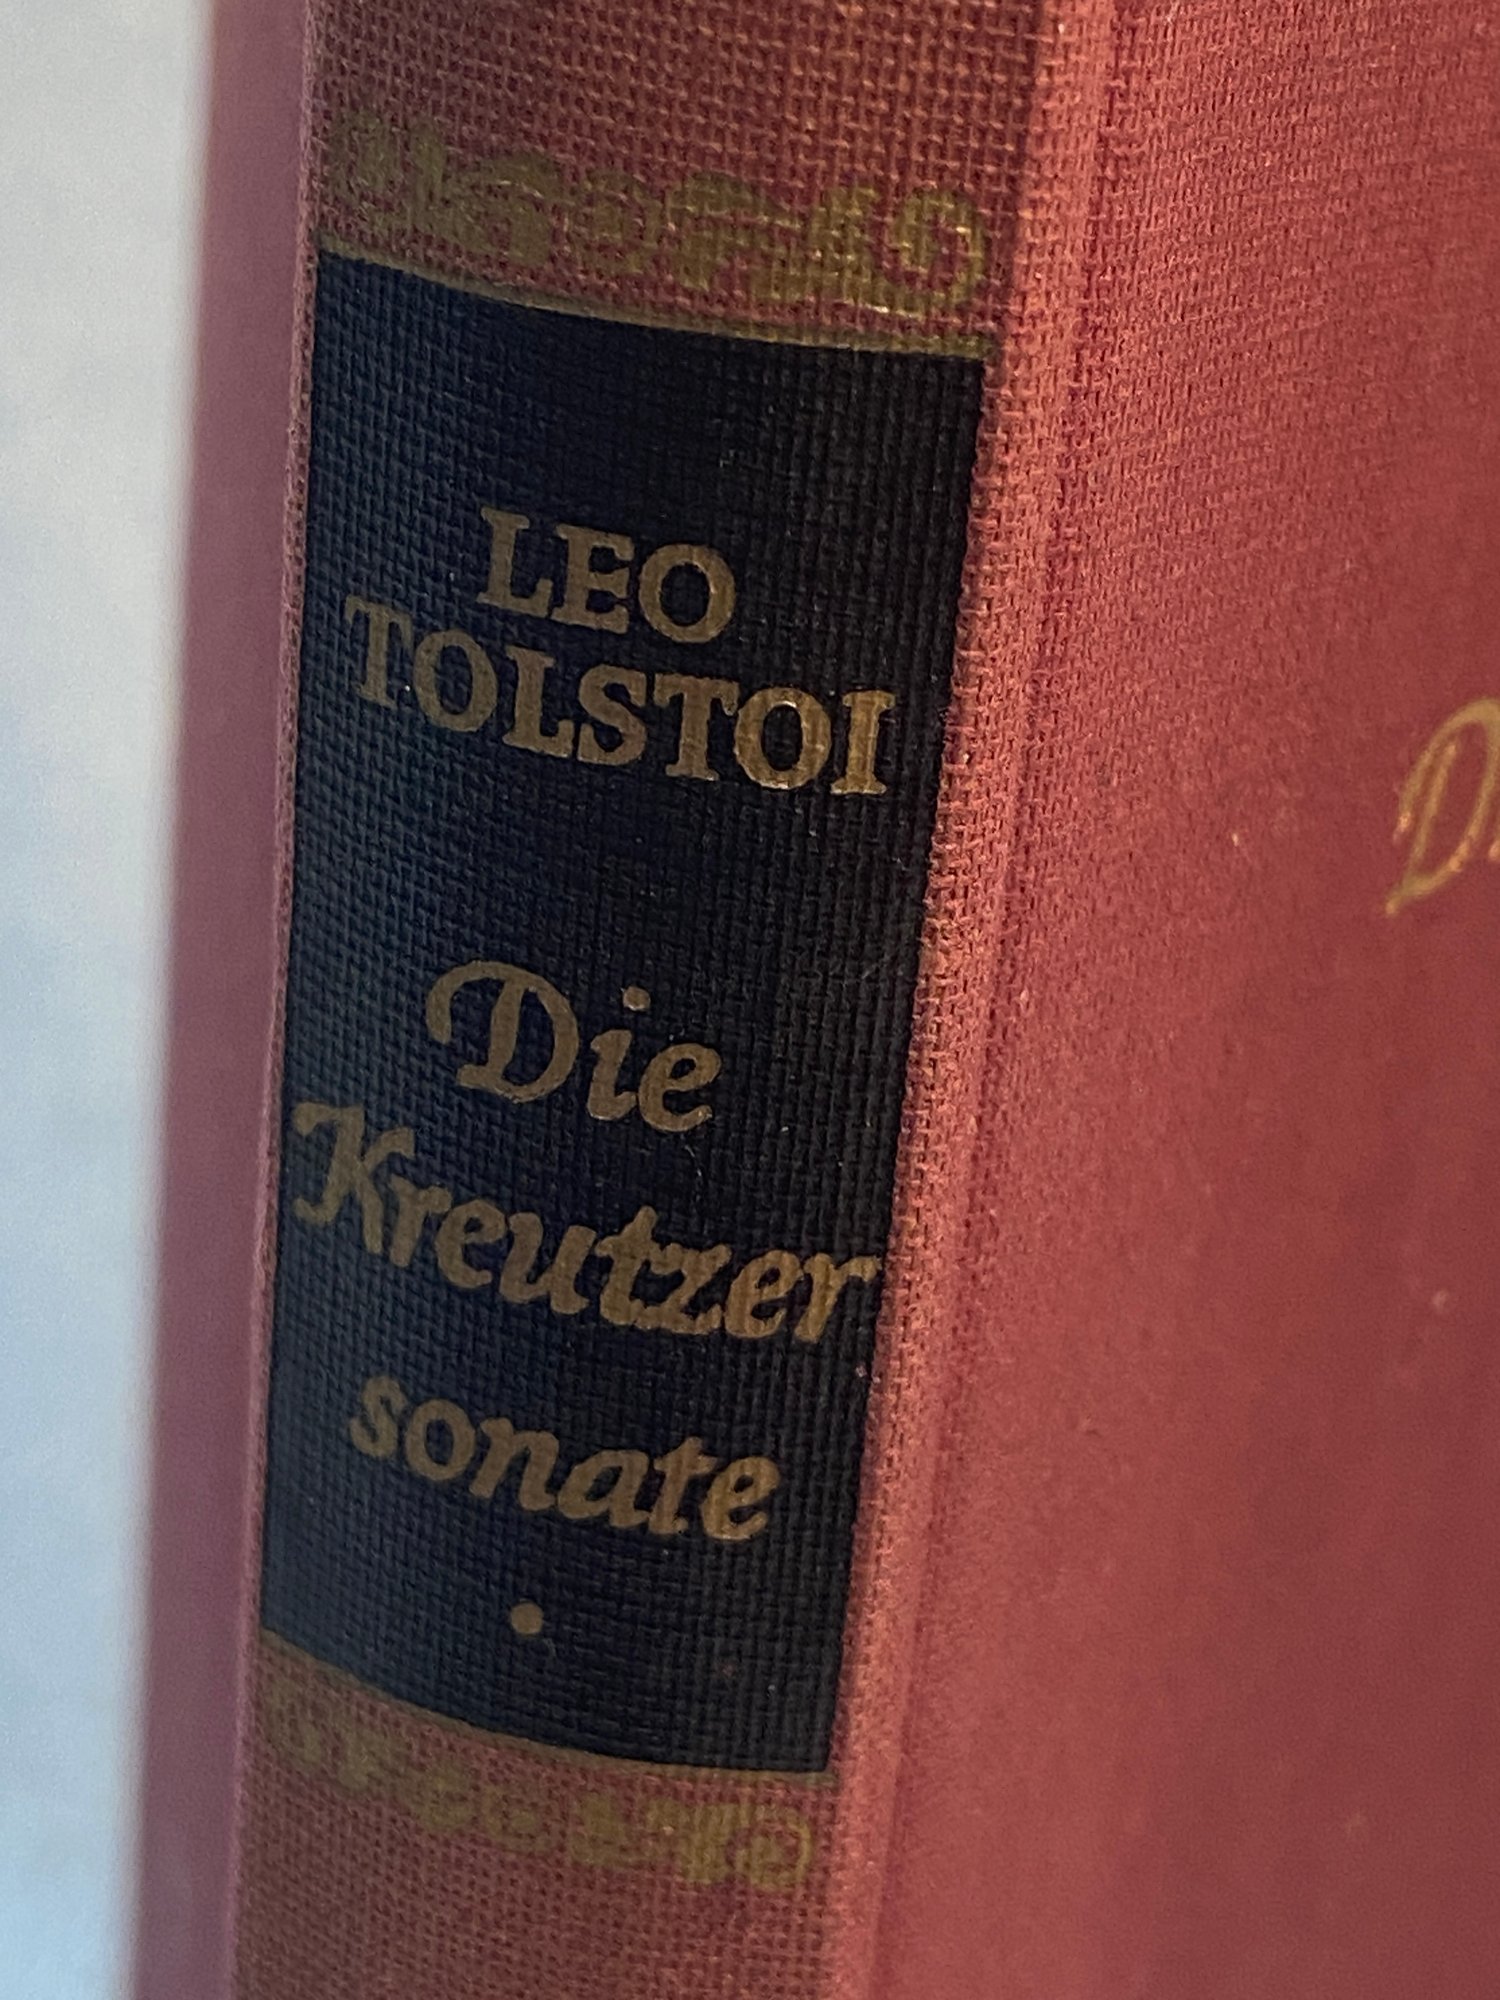 LEO
TOLSTOI
Die
Kreutzer
sonate